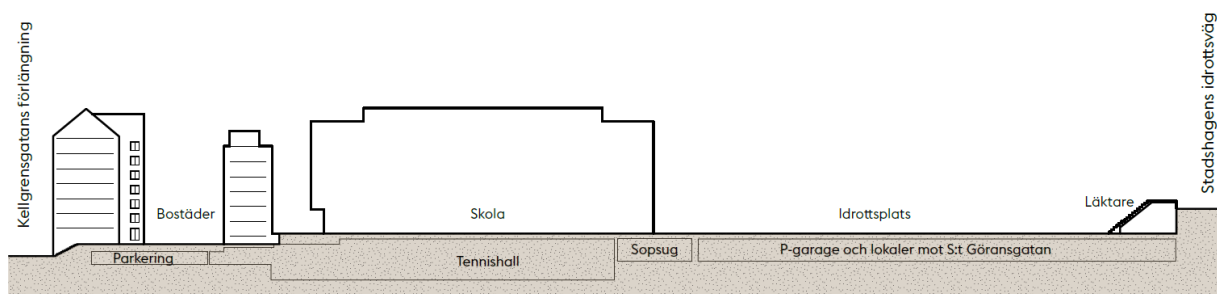 Kellgrensgatans förlängning
Bostäder
Skola
Idrottsplats
Läktare
Stadshagens idrottsväg
Parkering
Tennishall
Sopsug
P-garage och lokaler mot S:t Göransgatan